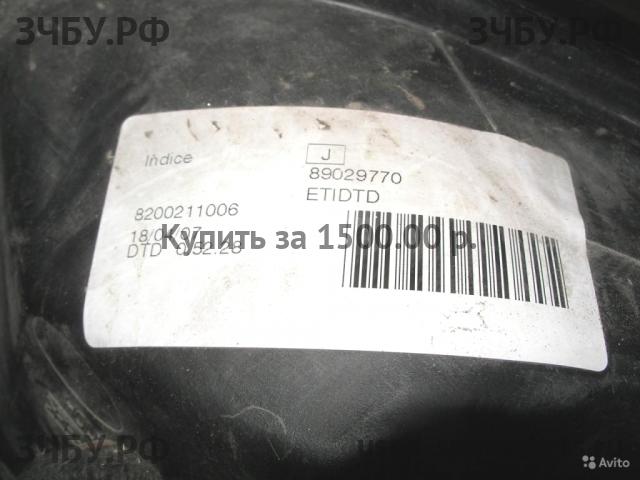 ЗЧБУ.РФ
ЗЧБУ.РФ
Indice
J
89029770
ETIDTD
8200211006
Купить за 1500.00 р.
DTD
ЗЧБУ.РФ
Avito